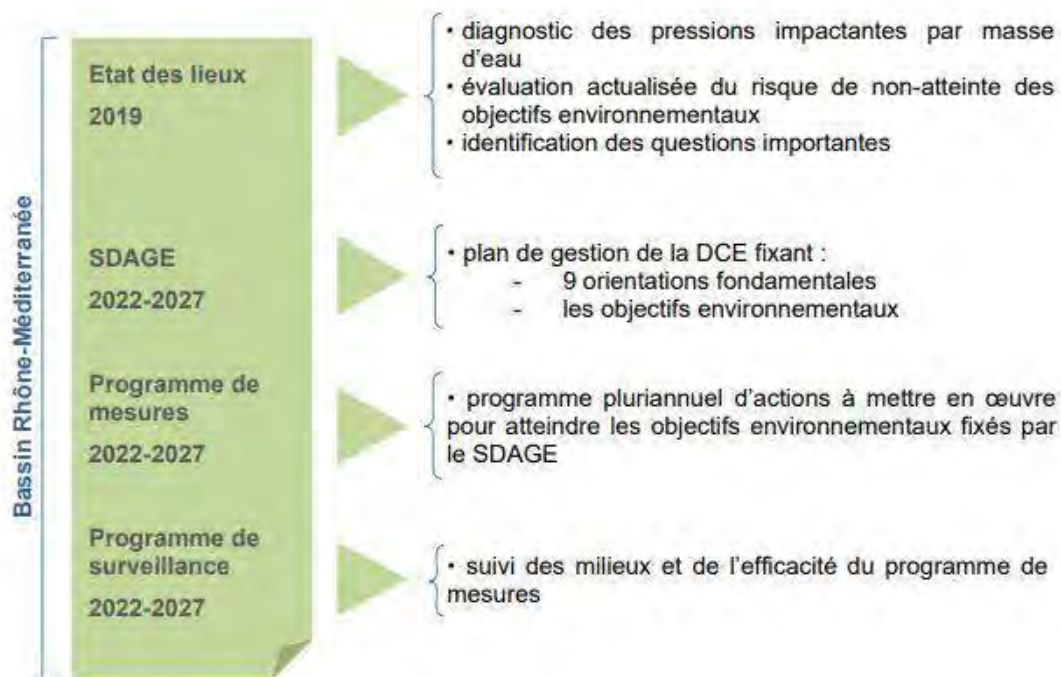 Bassin Rhône-Méditerranée
Etat des lieux
2019
• diagnostic des pressions impactantes par masse
d'eau
• évaluation actualisée du risque de non-atteinte des
objectifs environnementaux
• identification des questions importantes
SDAGE
2022-2027
• plan de gestion de la DCE fixant :
- 9 orientations fondamentales
- les objectifs environnementaux
Programme de
mesures
2022-2027
• programme pluriannuel d'actions à mettre en œuvre
pour atteindre les objectifs environnementaux fixés par
le SDAGE
Programme de
surveillance
2022-2027
• suivi des milieux et de l'efficacité du programme de
mesures